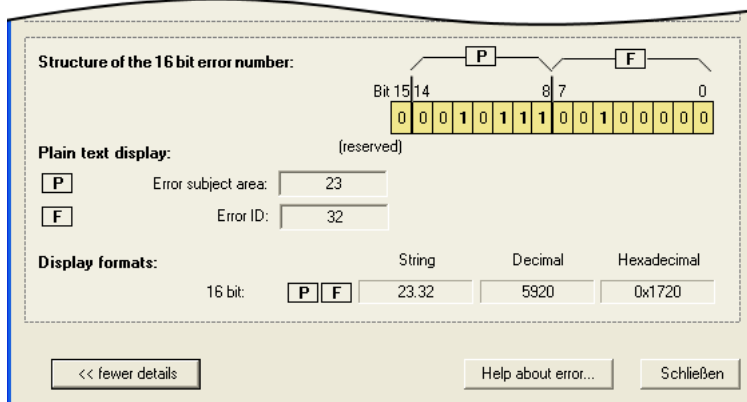 P F
Structure of the 16 bit error number:
Bit 15 14 8 7 0
0 0 0 1 0 1 1 1 0 0 1 0 0 0 0 0
(reserved)
Plain text display:
P Error subject area: 23
F Error ID: 32
Display formats: String Decimal Hexadecimal
16 bit: P F 23.32 5920 0x1720
<< fewer details Help about error... Schließen